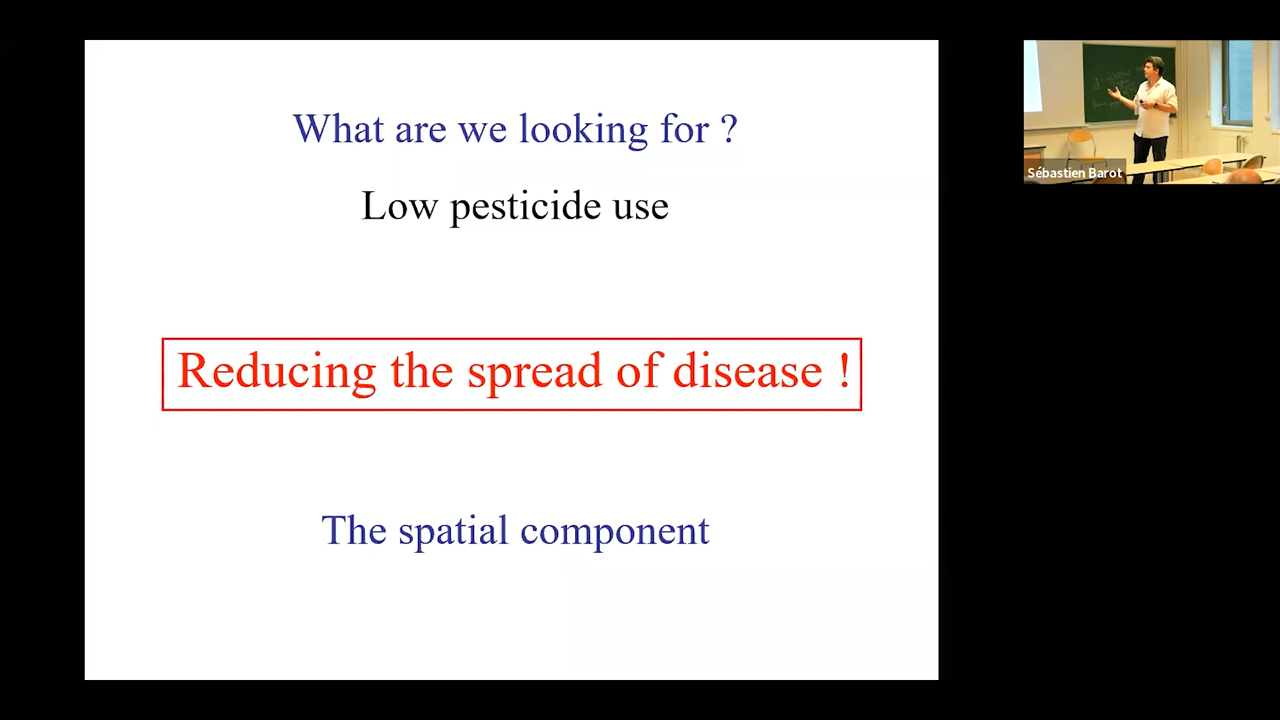 What are we looking for ?
Low pesticide use
Reducing the spread of disease !
The spatial component
Sébastien Barot